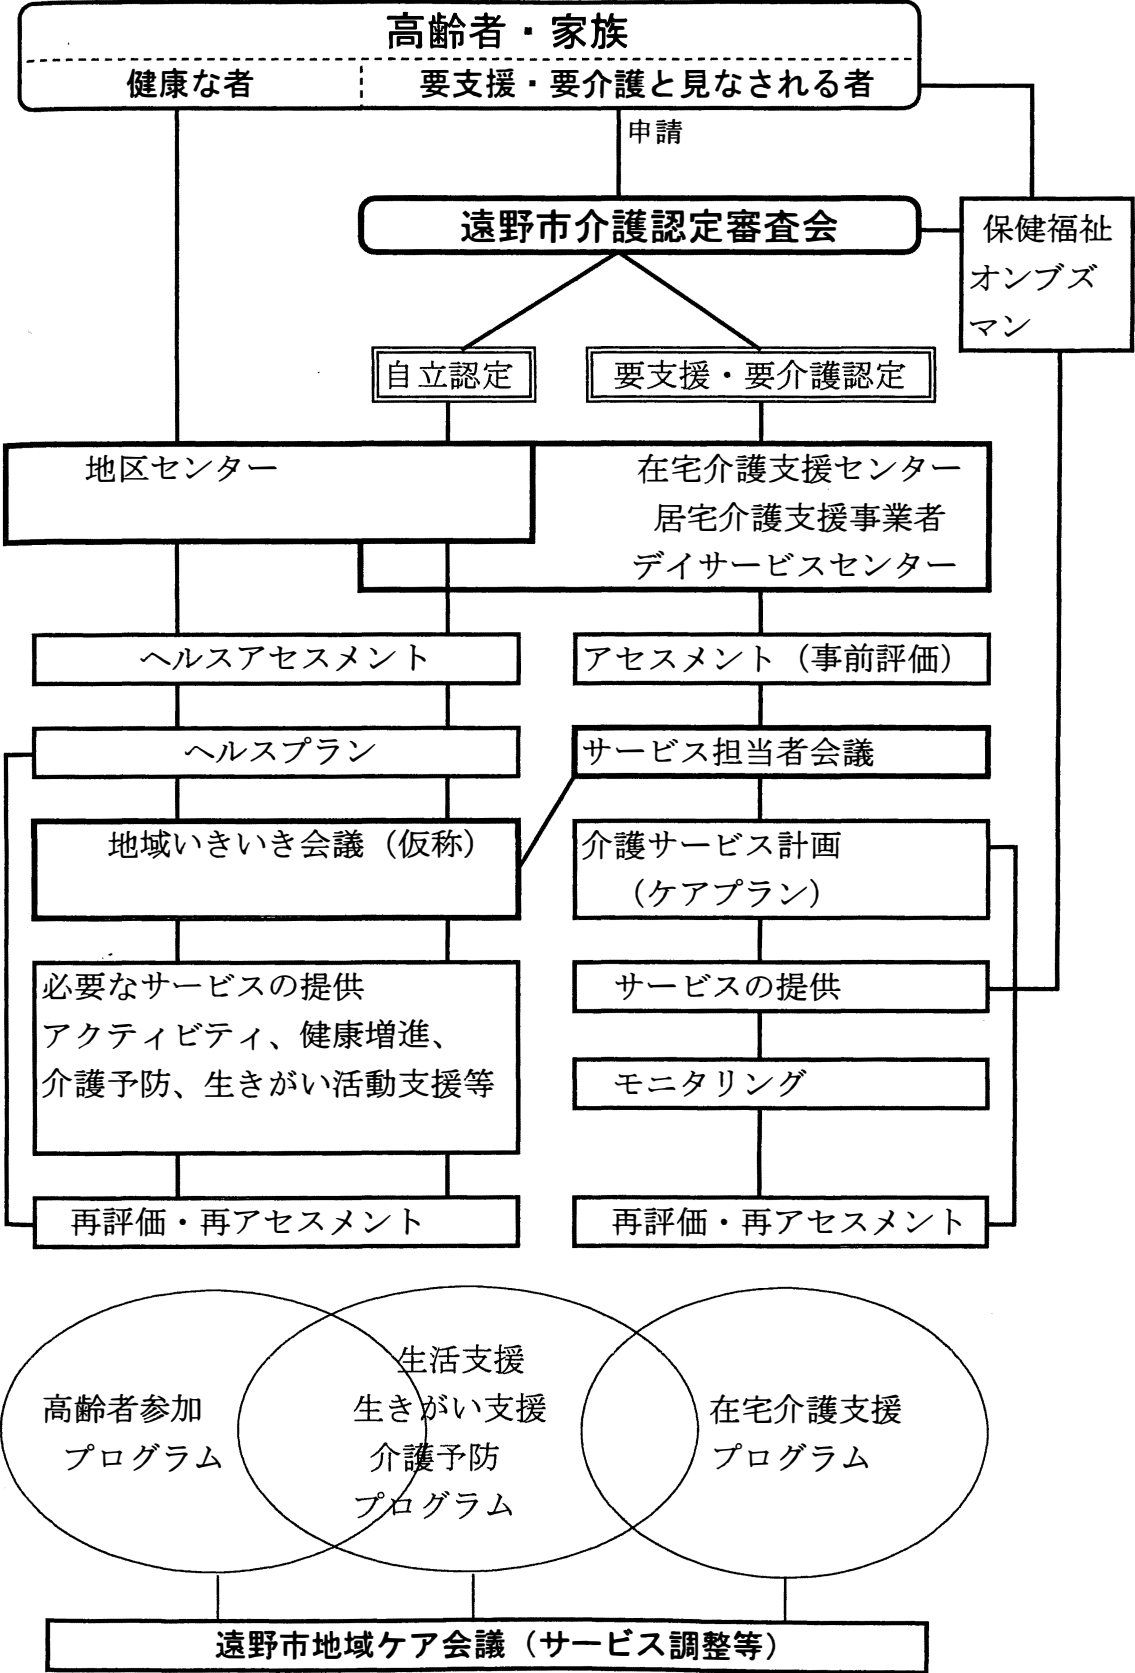 高齢者・家族
健康な者
要支援・要介護と見なされる者
申請
遠野市介護認定審査会
保健福祉
オンブズ
マン
自立認定
要支援・要介護認定
地区センター
在宅介護支援センター
居宅介護支援事業者
デイサービスセンター
ヘルスアセスメント
アセスメント（事前評価）
ヘルスプラン
サービス担当者会議
地域いきいき会議（仮称）
介護サービス計画
（ケアプラン）
必要なサービスの提供
アクティビティ、健康増進、
介護予防、生きがい活動支援等
サービスの提供
モニタリング
再評価・再アセスメント
再評価・再アセスメント
高齢者参加
プログラム
生活支援
生きがい支援
介護予防
プログラム
在宅介護支援
プログラム
遠野市地域ケア会議（サービス調整等）